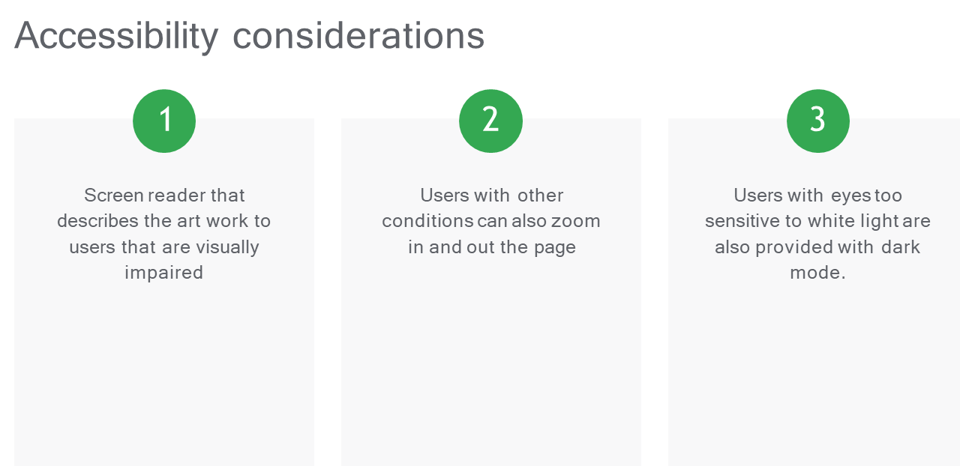 Accessibility considerations
1
Screen reader that
describes the art work to
users that are visually
impaired
2
Users with other
conditions can also zoom
in and out the page
3
Users with eyes too
sensitive to white light are
also provided with dark
mode.